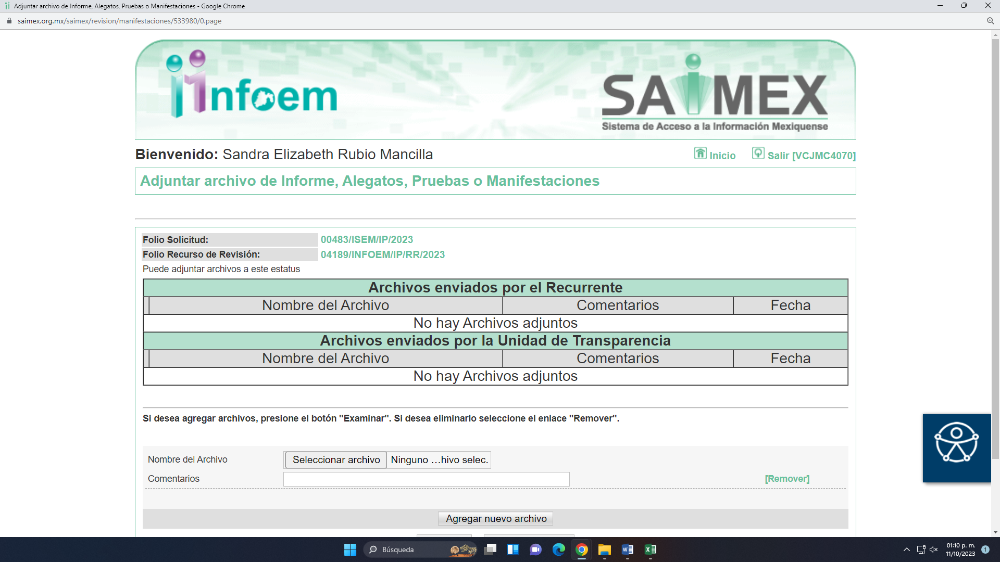 Adjuntar archivo de Informe, Alegatos, Pruebas o Manifestaciones - Google Chrome
saimex.org.mx/saimex/revision/manifestaciones/533980/0.page
infoem
SAIMEX
Sistema de Acceso a la Información Mexiquense
Bienvenido: Sandra Elizabeth Rubio Mancilla
Inicio
Salir [VCJMC4070]
Adjuntar archivo de Informe, Alegatos, Pruebas o Manifestaciones
Folio Solicitud: 00483/ISEM/IP/2023
Folio Recurso de Revisión: 04189/INFOEM/IP/RR/2023
Puede adjuntar archivos a este estatus
Archivos enviados por el Recurrente
Nombre del Archivo Comentarios Fecha
No hay Archivos adjuntos
Archivos enviados por la Unidad de Transparencia
Nombre del Archivo Comentarios Fecha
No hay Archivos adjuntos
Si desea agregar archivos, presione el botón "Examinar". Si desea eliminarlo seleccione el enlace "Remover".
Nombre del Archivo Seleccionar archivo Ninguno ...hivo selec.
Comentarios [Remover]
Agregar nuevo archivo
Búsqueda
01:10 p. m.
11/10/2023
1